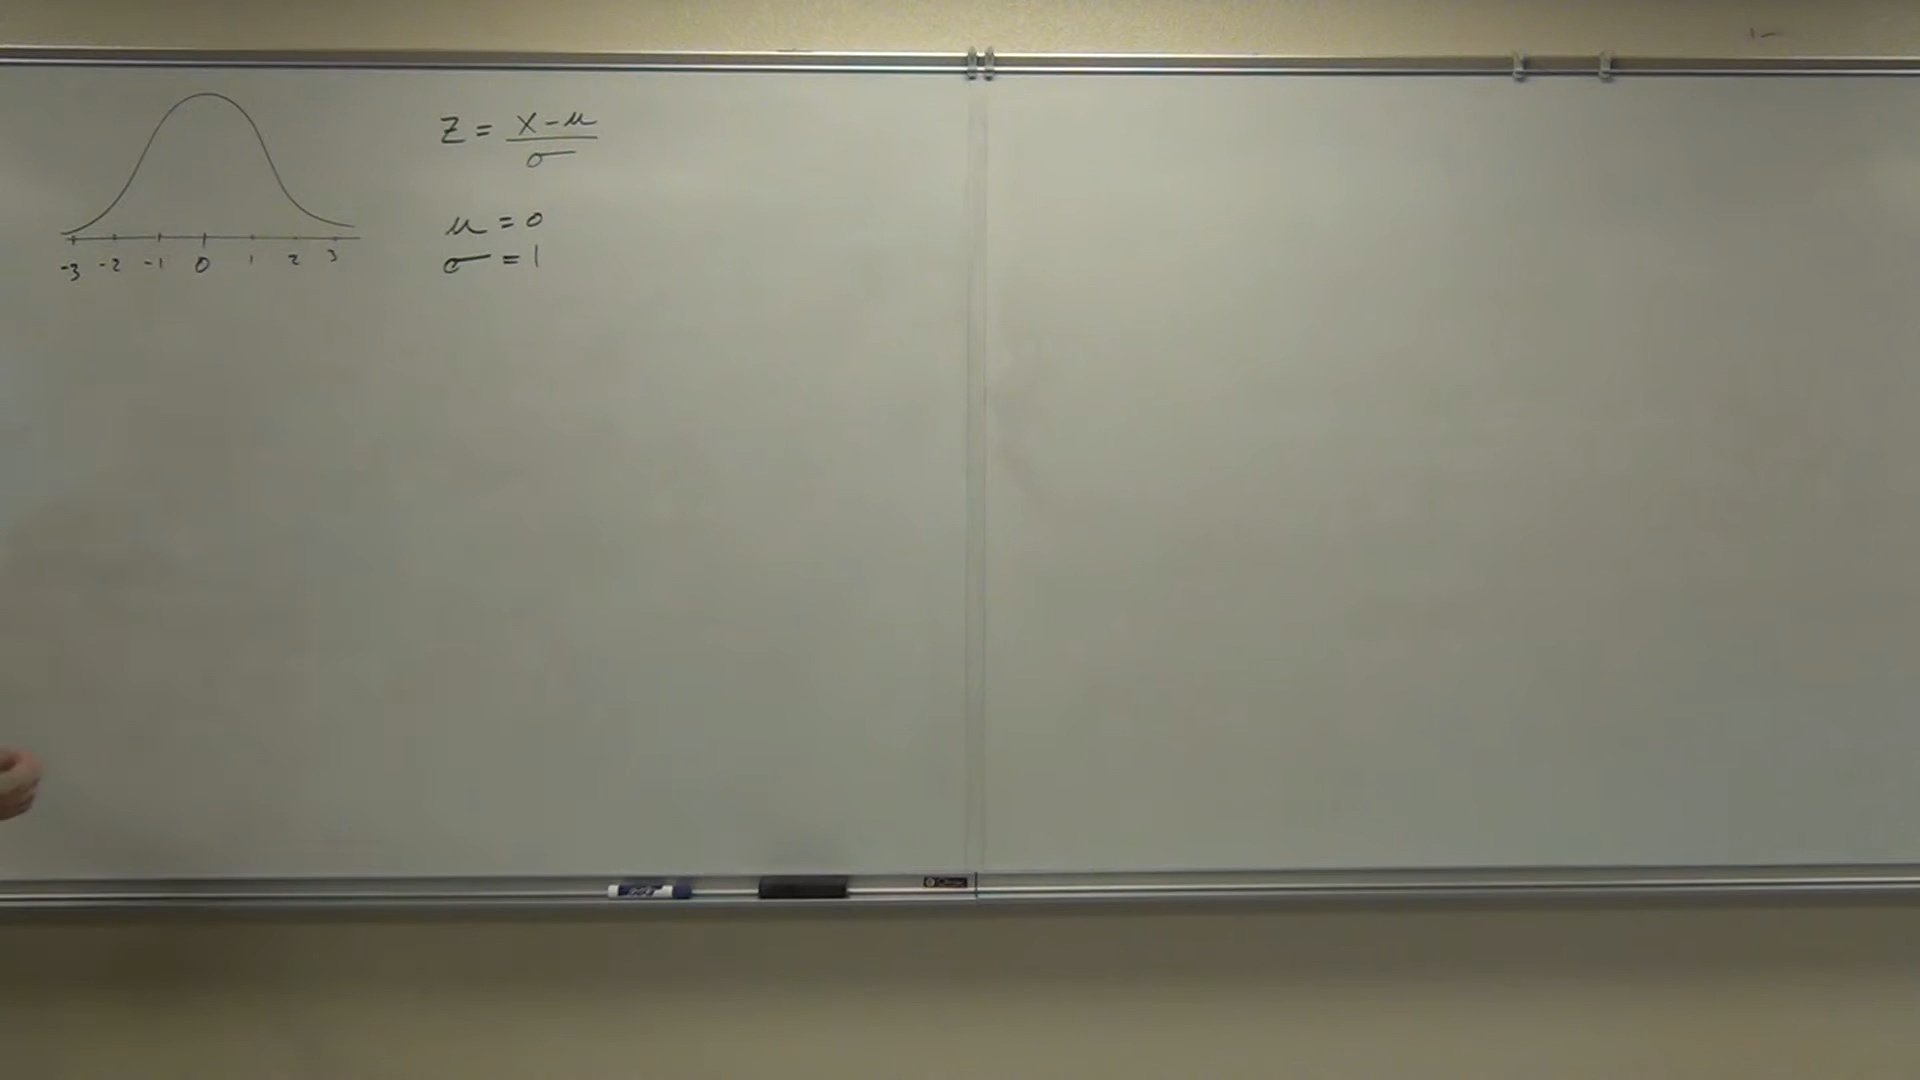 -3 -2 -1 0 1 2 3
Z = X - μ / σ
μ = 0
σ = 1